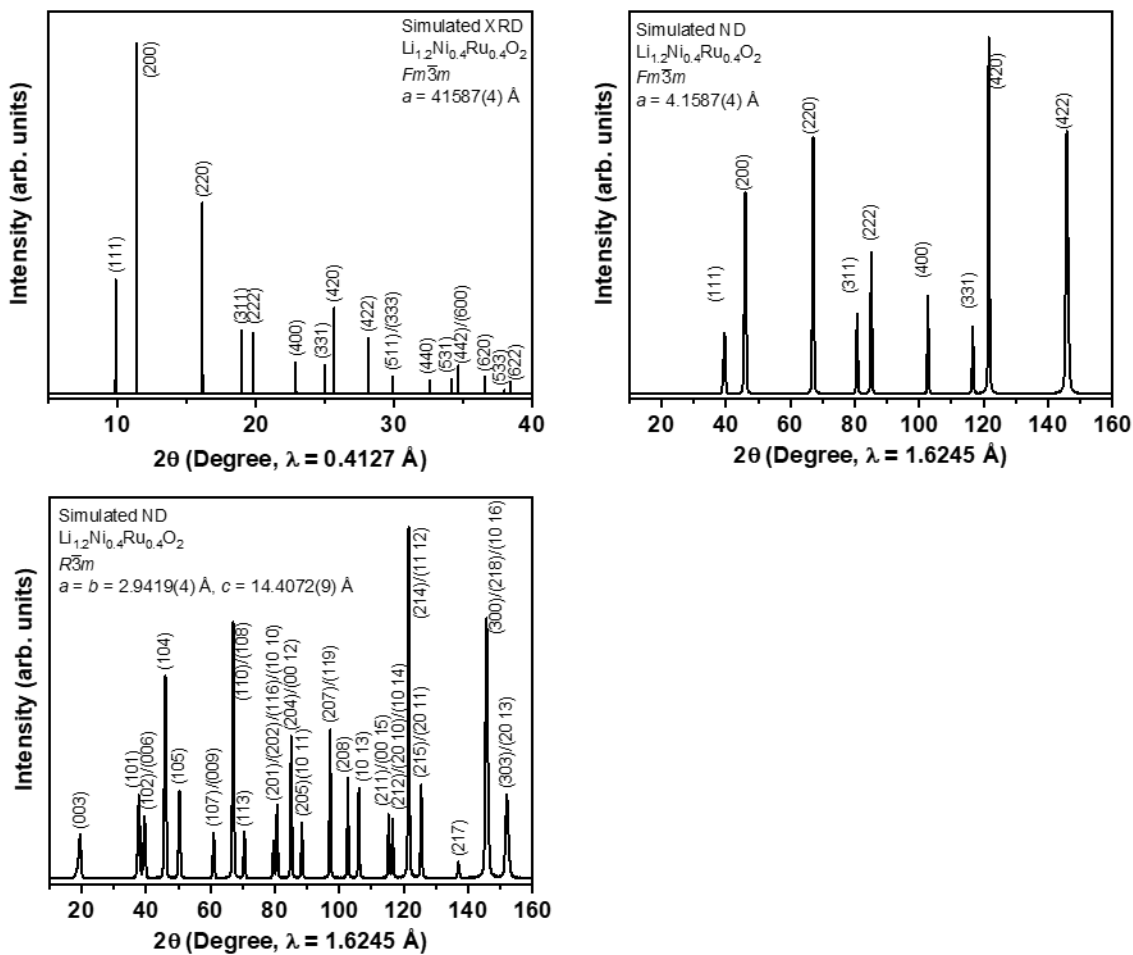 Simulated XRD
Li1.2Ni0.4Ru0.4O2
Fm3̅m
a = 41587(4) Å
(111)
(200)
(220)
(311)
(222)
(400)
(331)
(420)
(422)
(511)/(333)
(440)
(531)
(442)/(600)
(620)
(533)
(622)
Intensity (arb. units)
10 20 30 40
2θ (Degree, λ = 0.4127 Å)
Simulated ND
Li1.2Ni0.4Ru0.4O2
Fm3̅m
a = 4.1587(4) Å
(111)
(200)
(220)
(311)
(222)
(400)
(331)
(420)
(422)
Intensity (arb. units)
20 40 60 80 100 120 140 160
2θ (Degree, λ = 1.6245 Å)
Simulated ND
Li1.2Ni0.4Ru0.4O2
R3̅m
a = b = 2.9419(4) Å, c = 14.4072(9) Å
(003)
(101)
(102)/(006)
(104)
(105)
(107)/(009)
(110)/(108)
(113)
(201)/(202)/(116)/(10 10)
(204)/(00 12)
(205)(10 11)
(207)/(119)
(208)
(10 13)
(211)/(00 15)
(212)/(20 10)/(10 14)
(214)/(11 12)
(215)/(20 11)
(217)
(300)/(218)/(10 16)
(303)/(20 13)
Intensity (arb. units)
20 40 60 80 100 120 140 160
2θ (Degree, λ = 1.6245 Å)